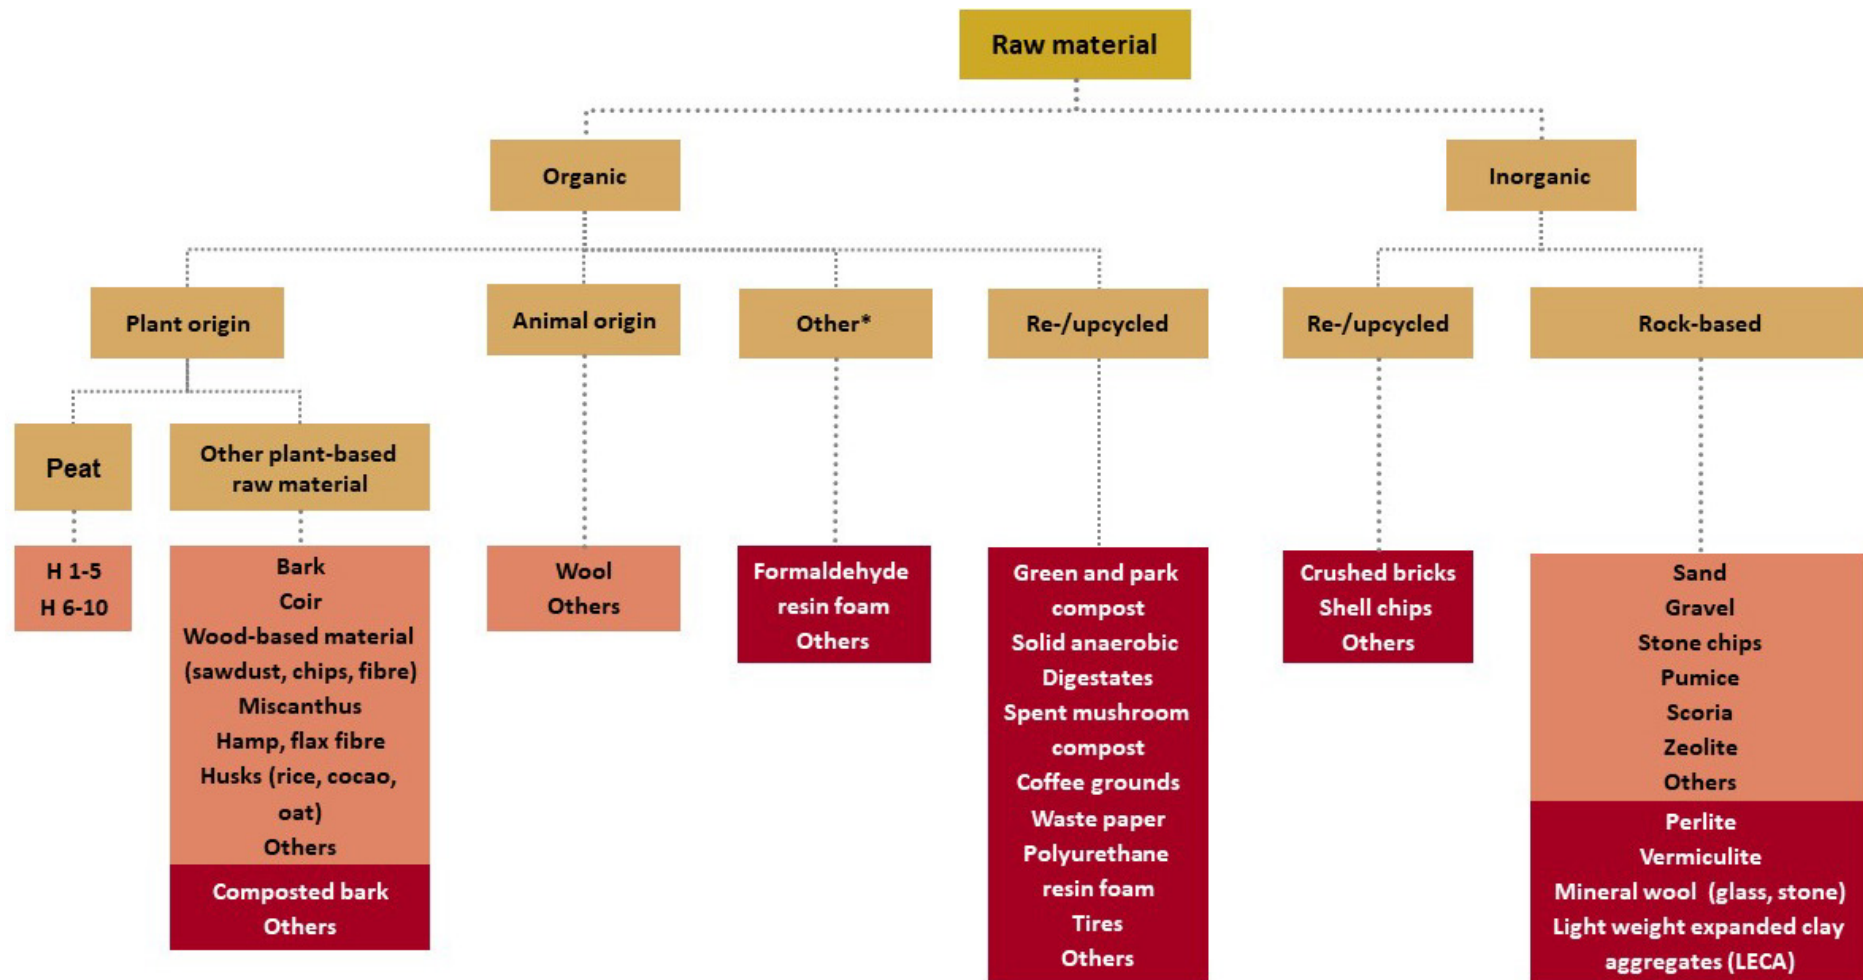 Raw material
Organic
Inorganic
Plant origin
Animal origin
Other*
Re-/upcycled
Re-/upcycled
Rock-based
Peat
Other plant-based
raw material
H 1-5
H 6-10
Bark
Coir
Wood-based material
(sawdust, chips, fibre)
Miscanthus
Hamp, flax fibre
Husks (rice, cocao,
oat)
Others
Composted bark
Others
Wool
Others
Formaldehyde
resin foam
Others
Green and park
compost
Solid anaerobic
Digestates
Spent mushroom
compost
Coffee grounds
Waste paper
Polyurethane
resin foam
Tires
Others
Crushed bricks
Shell chips
Others
Sand
Gravel
Stone chips
Pumice
Scoria
Zeolite
Others
Perlite
Vermiculite
Mineral wool (glass, stone)
Light weight expanded clay
aggregates (LECA)